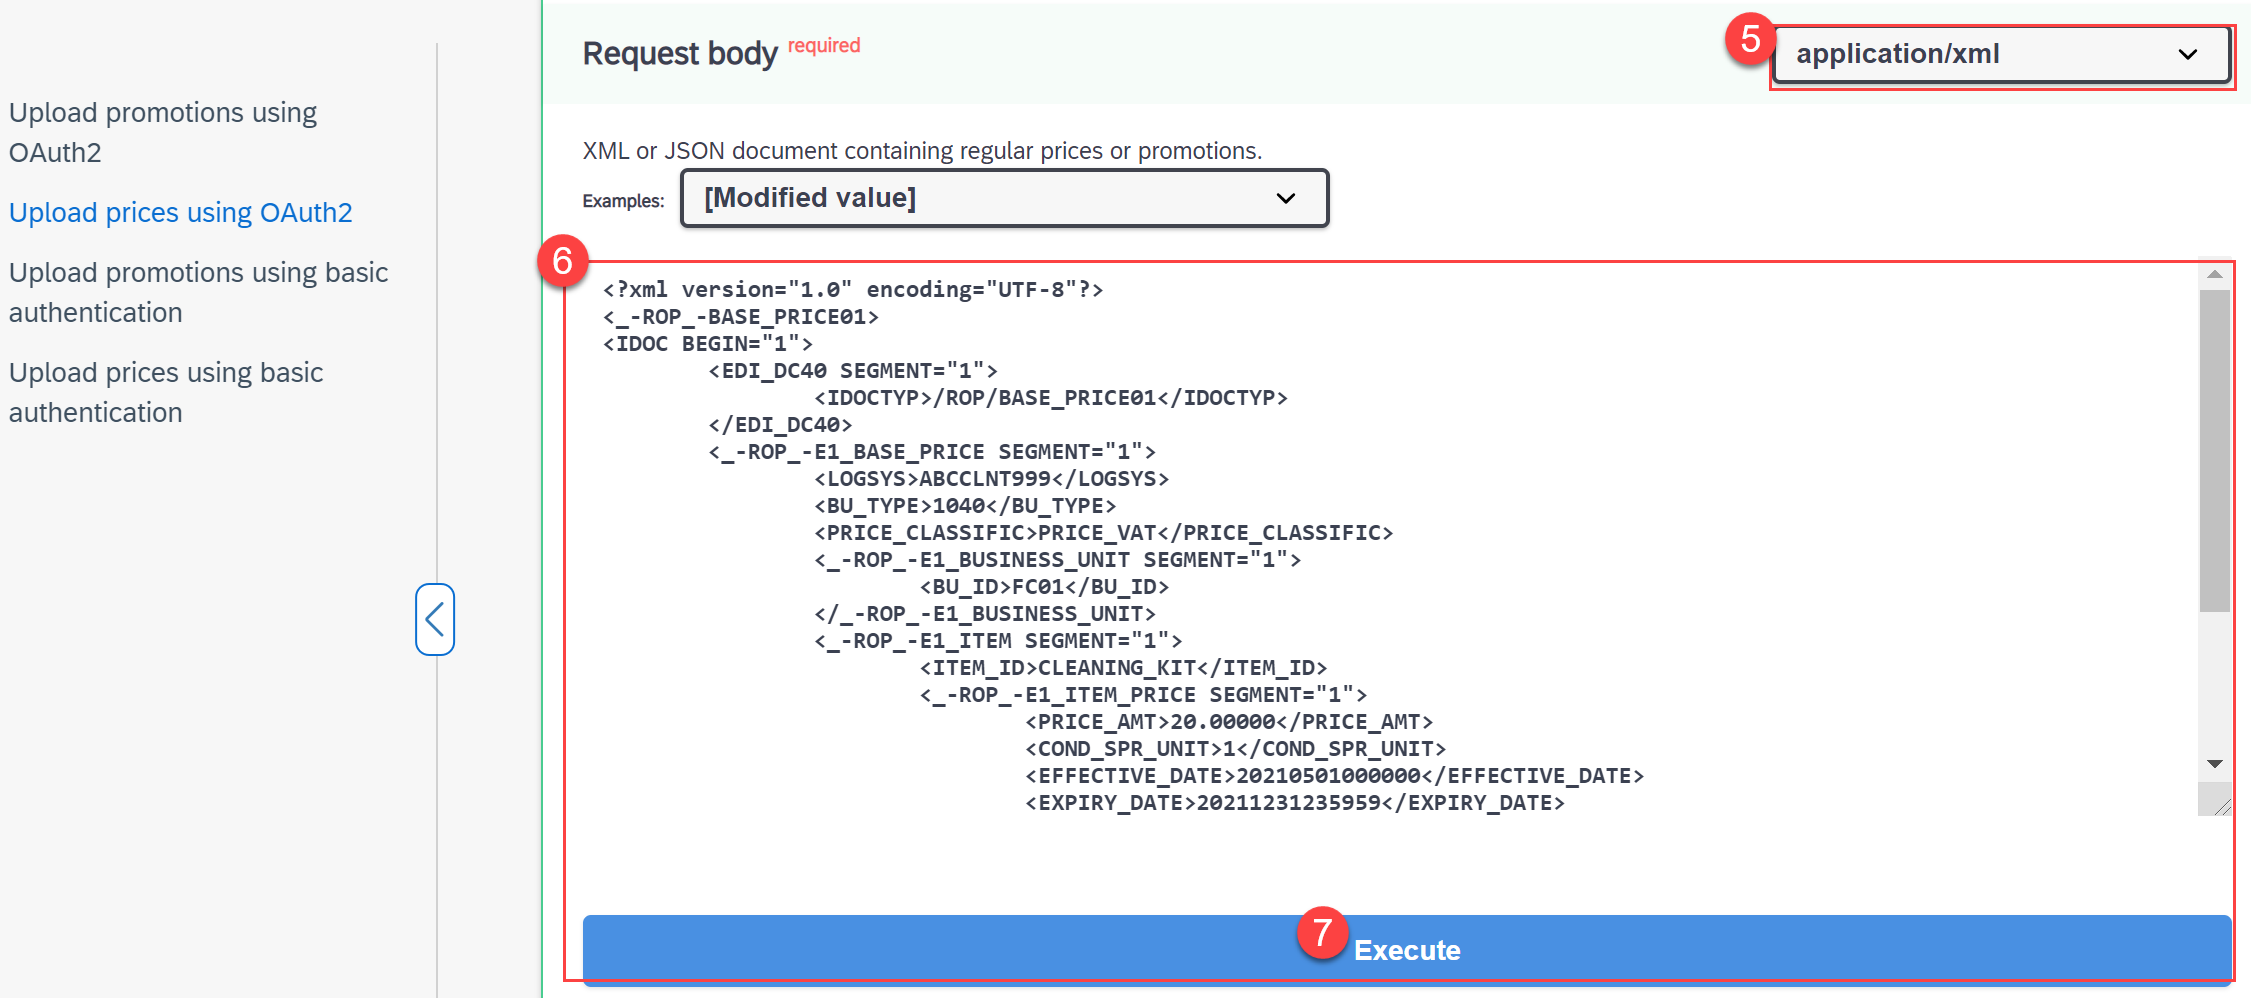 Upload promotions using
OAuth2
Upload prices using OAuth2
Upload promotions using basic
authentication
Upload prices using basic
authentication
Request body required
5
application/xml
XML or JSON document containing regular prices or promotions.
Examples:
[Modified value]
6
<?xml version="1.0" encoding="UTF-8"?>
<_-ROP_-BASE_PRICE01>
<IDOC BEGIN="1">
<EDI_DC40 SEGMENT="1">
<IDOCTYP>/ROP/BASE_PRICE01</IDOCTYP>
</EDI_DC40>
<_-ROP_-E1_BASE_PRICE SEGMENT="1">
<LOGSYS>ABCCLNT999</LOGSYS>
<BU_TYPE>1040</BU_TYPE>
<PRICE_CLASSIFIC>PRICE_VAT</PRICE_CLASSIFIC>
<_-ROP_-E1_BUSINESS_UNIT SEGMENT="1">
<BU_ID>FC01</BU_ID>
</_-ROP_-E1_BUSINESS_UNIT>
<_-ROP_-E1_ITEM SEGMENT="1">
<ITEM_ID>CLEANING_KIT</ITEM_ID>
<_-ROP_-E1_ITEM_PRICE SEGMENT="1">
<PRICE_AMT>20.00000</PRICE_AMT>
<COND_SPR_UNIT>1</COND_SPR_UNIT>
<EFFECTIVE_DATE>20210501000000</EFFECTIVE_DATE>
<EXPIRY_DATE>20211231235959</EXPIRY_DATE>
7
Execute